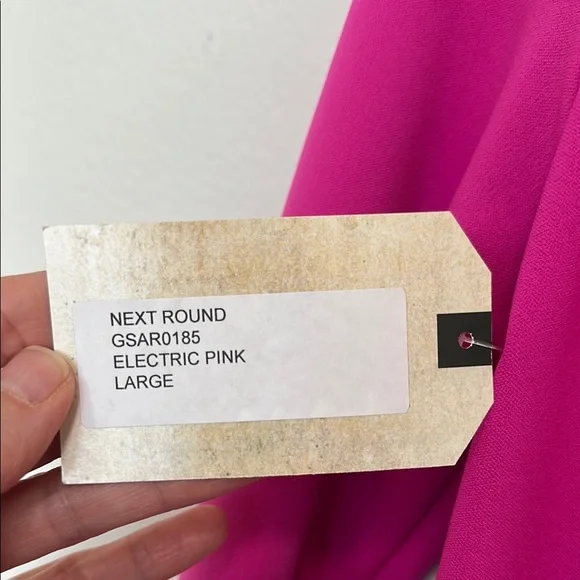 NEXT ROUND
GSAR0185
ELECTRIC PINK
LARGE